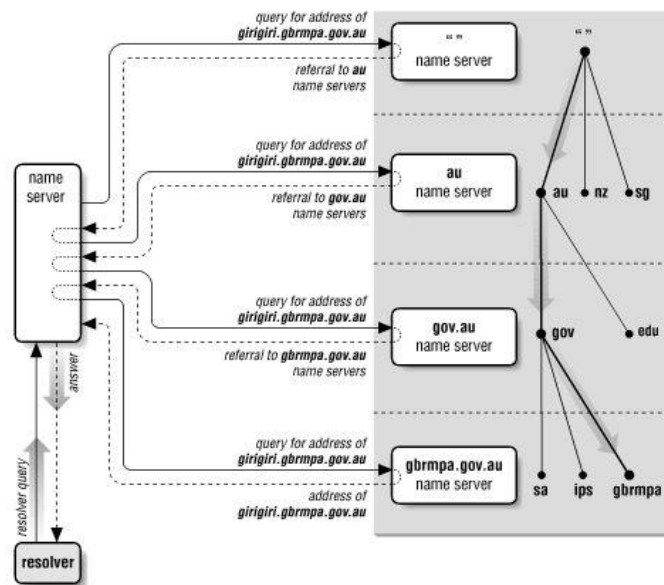 query for address of
girigiri.gbrmpa.gov.au
“ ”
name server
“ ”
referral to au
name servers
query for address of
girigiri.gbrmpa.gov.au
name
server
au
name server
au
nz
sg
referral to gov.au
name servers
query for address of
girigiri.gbrmpa.gov.au
gov.au
name server
gov
edu
referral to gbrmpa.gov.au
name servers
answer
resolver query
query for address of
girigiri.gbrmpa.gov.au
gbrmpa.gov.au
name server
sa
ips
gbrmpa
address of
girigiri.gbrmpa.gov.au
resolver